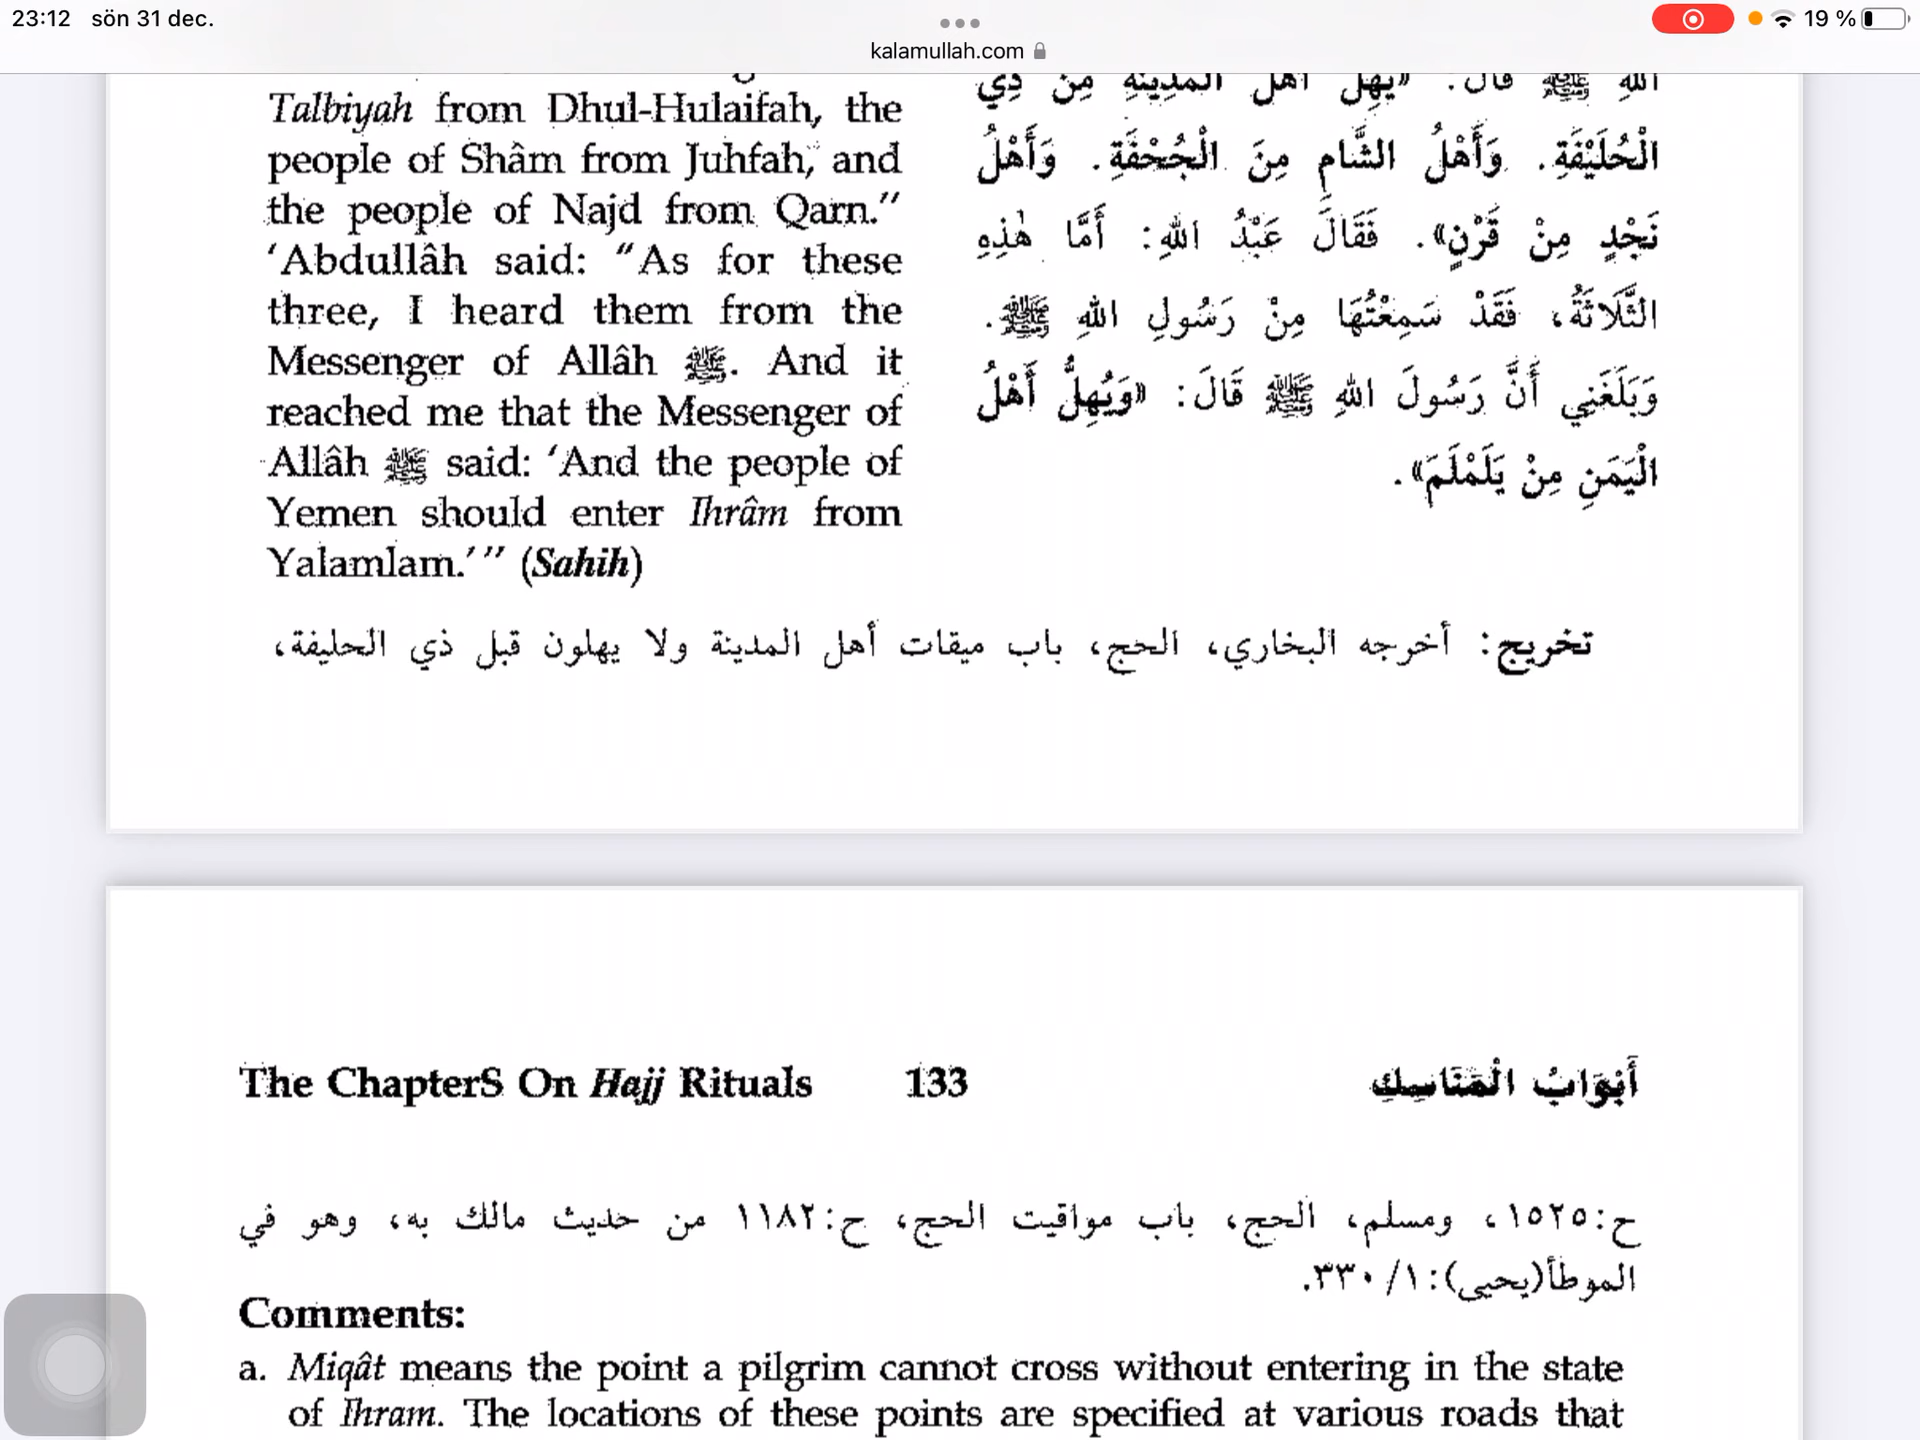 23:12 sön 31 dec.
19 %
kalamullah.com
Talbiyah from Dhul-Hulaifah, the
people of Shâm from Juhfah, and
the people of Najd from Qarn."
'Abdullâh said: "As for these
three, I heard them from the
Messenger of Allâh ﷺ. And it
reached me that the Messenger of
Allâh ﷺ said: 'And the people of
Yemen should enter Ihrâm from
Yalamlam.'" (Sahih)
اللهِ ﷺ قَالَ: «يُهِلُّ أَهْلُ الْمَدِينَةِ مِنْ ذِي
الْحُلَيْفَةِ. وَأَهْلُ الشَّامِ مِنَ الْجُحْفَةِ. وَأَهْلُ
نَجْدٍ مِنْ قَرْنٍ». فَقَالَ عَبْدُ اللهِ: أَمَّا هٰذِهِ
الثَّلَاثَةُ، فَقَدْ سَمِعْتُهَا مِنْ رَسُولِ اللهِ ﷺ.
وَبَلَغَنِي أَنَّ رَسُولَ اللهِ ﷺ قَالَ: «وَيُهِلُّ أَهْلُ
الْيَمَنِ مِنْ يَلَمْلَمَ».
تخريج: أخرجه البخاري، الحج، باب ميقات أهل المدينة ولا يهلون قبل ذي الحليفة،
The ChapterS On Hajj Rituals 133 أَبْوَابُ الْمَنَاسِكِ
ح:١٥٢٥، ومسلم، الحج، باب مواقيت الحج، ح:١١٨٢ من حديث مالك به، وهو في
الموطأ(يحيى):١/ ٣٣٠.
Comments:
a. Miqât means the point a pilgrim cannot cross without entering in the state
of Ihram. The locations of these points are specified at various roads that